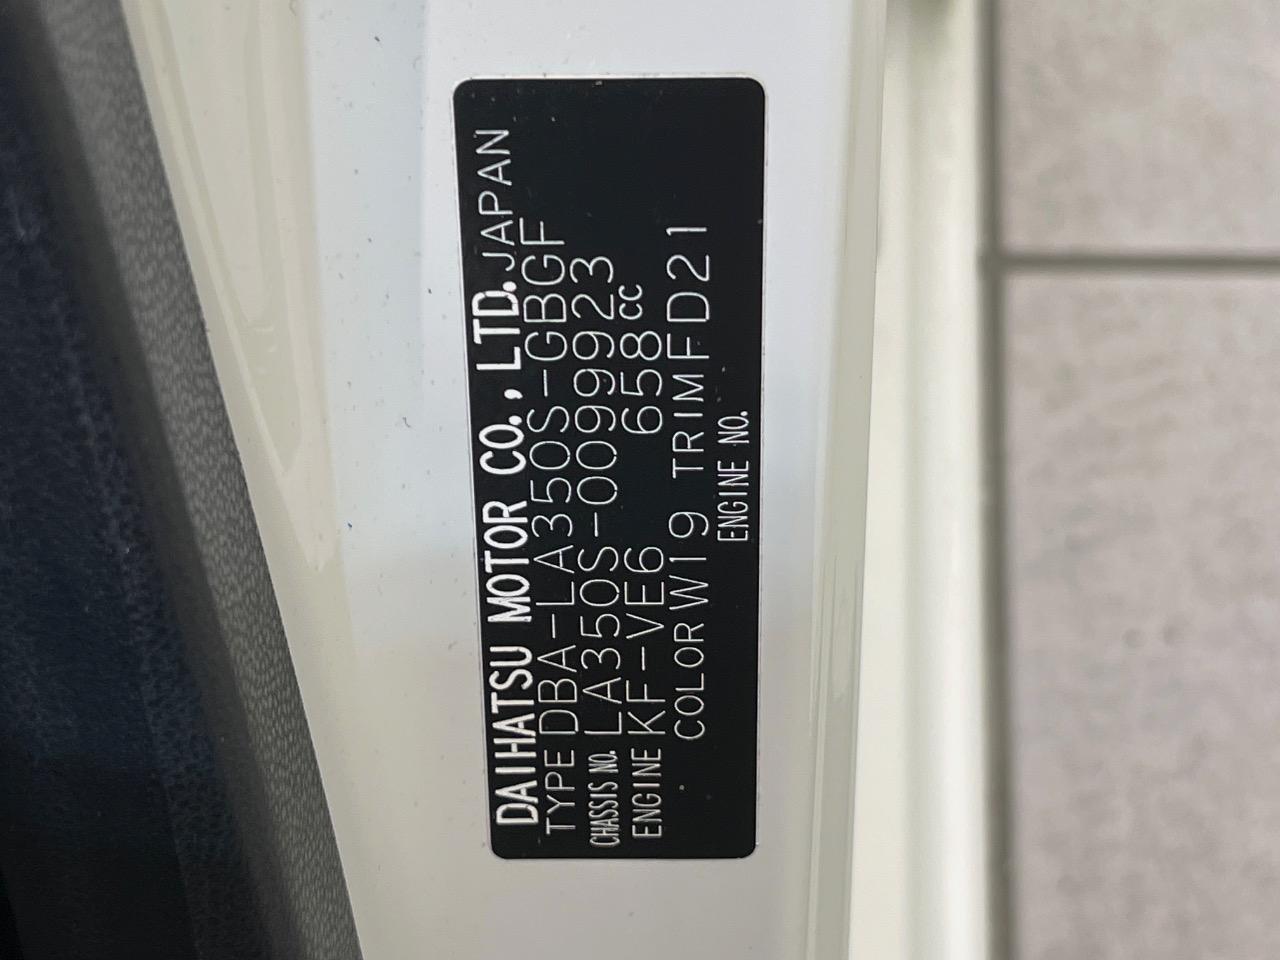 DAIHATSU MOTOR CO., LTD. JAPAN
TYPE DBA-LA350S-GBGF
CHASSIS NO. LA350S-0099923
ENGINE KF-VE6 658cc
COLOR W19 TRIM FD21
ENGINE NO.